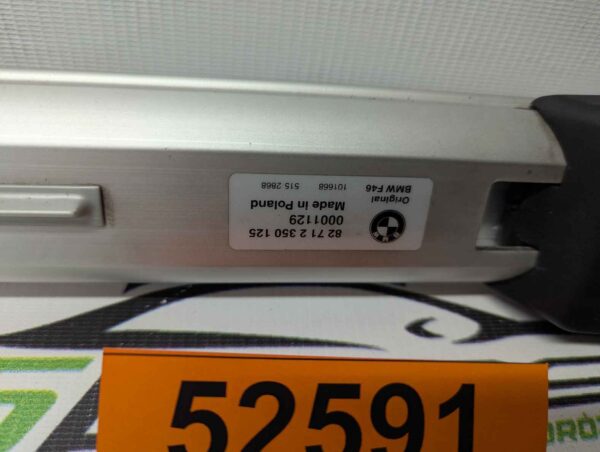 82 71 2 350 125
0001129
Made in Poland
Original
BMW F46
101668 515 2868
52591